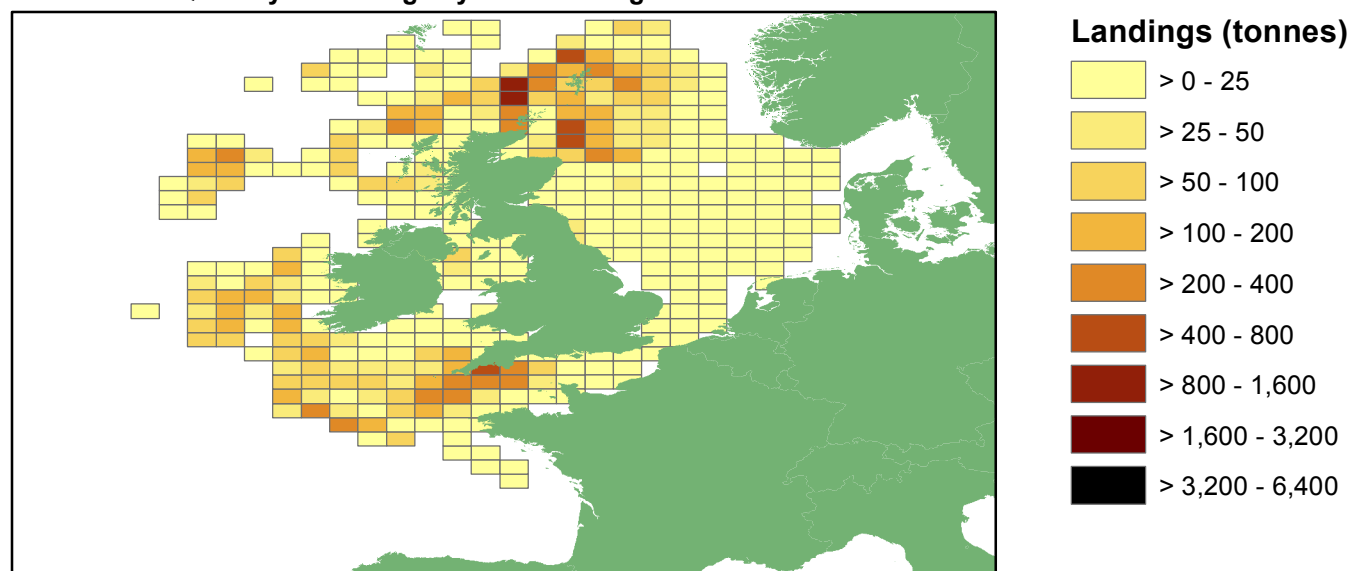 Landings (tonnes)
> 0 - 25
> 25 - 50
> 50 - 100
> 100 - 200
> 200 - 400
> 400 - 800
> 800 - 1,600
> 1,600 - 3,200
> 3,200 - 6,400